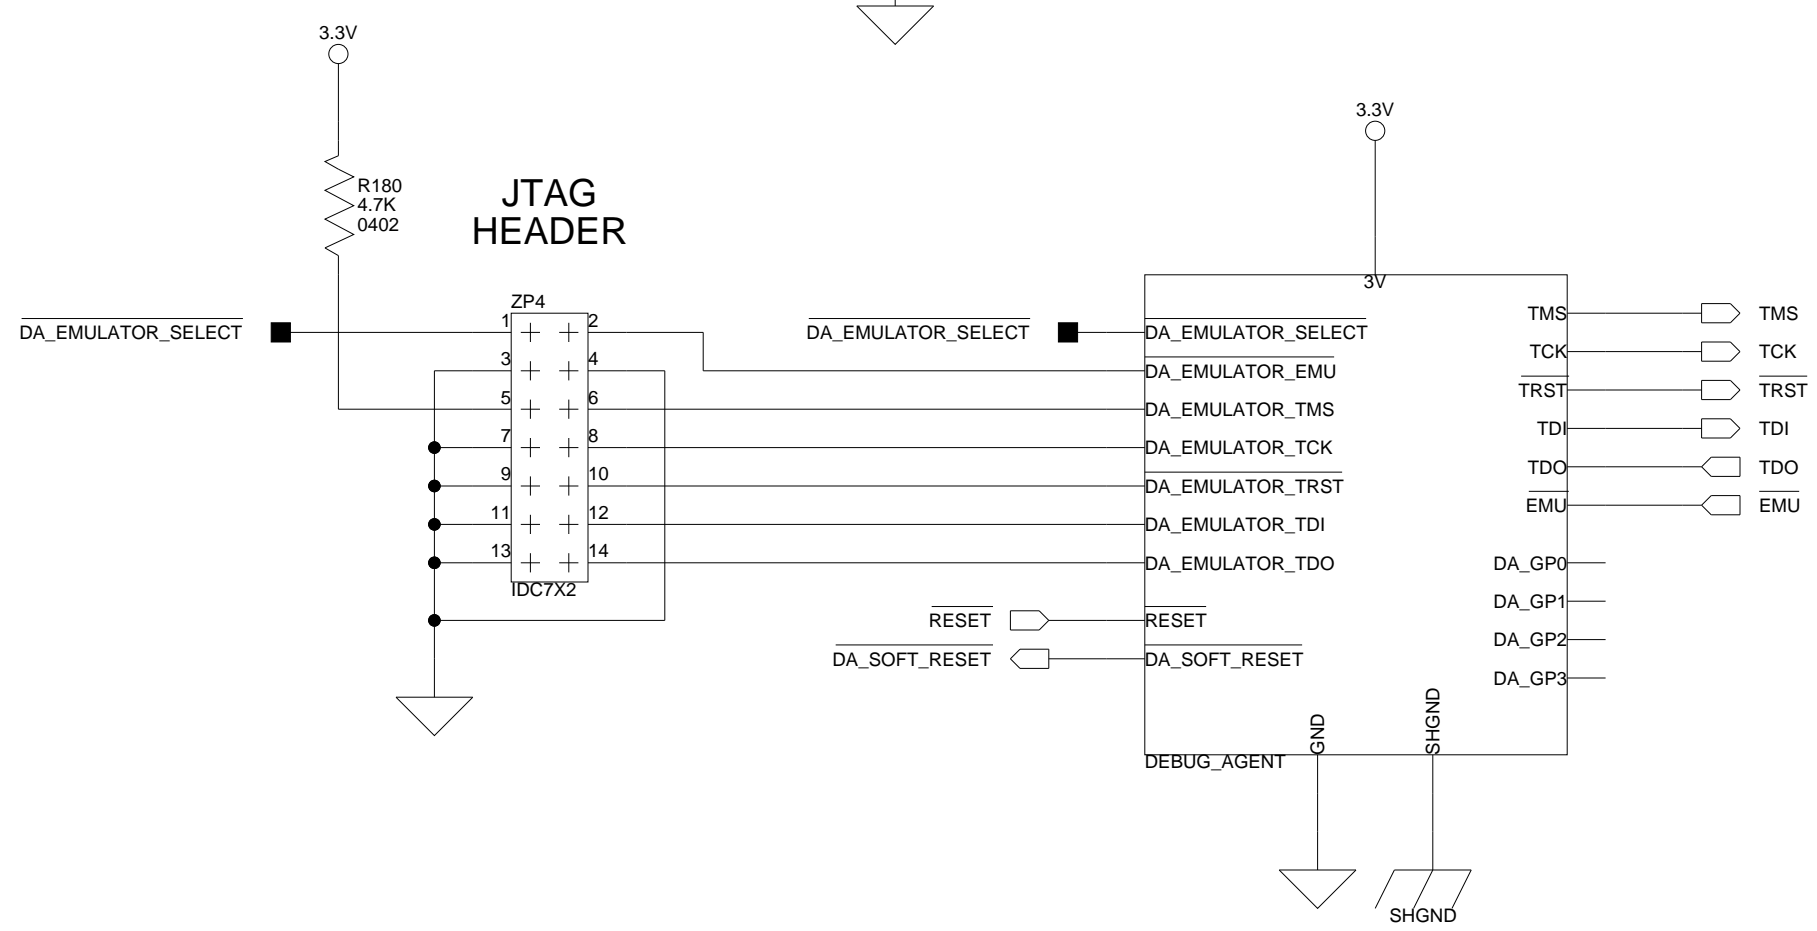 3.3V
3.3V
R180
4.7K
0402
JTAG
HEADER
ZP4
DA_EMULATOR_SELECT
1
2
3
4
5
6
7
8
9
10
11
12
13
14
IDC7X2
DA_EMULATOR_SELECT
3V
DA_EMULATOR_SELECT
DA_EMULATOR_EMU
DA_EMULATOR_TMS
DA_EMULATOR_TCK
DA_EMULATOR_TRST
DA_EMULATOR_TDI
DA_EMULATOR_TDO
RESET
RESET
DA_SOFT_RESET
DA_SOFT_RESET
TMS
TMS
TCK
TCK
TRST
TRST
TDI
TDI
TDO
TDO
EMU
EMU
DA_GP0
DA_GP1
DA_GP2
DA_GP3
GND
SHGND
DEBUG_AGENT
SHGND